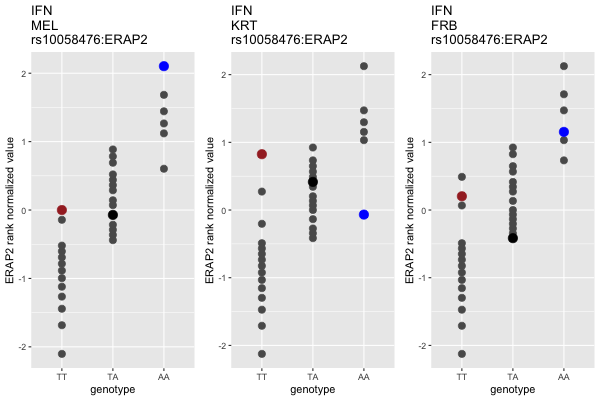 IFN
MEL
rs10058476:ERAP2
ERAP2 rank normalized value
2
1
0
-1
-2
TT
TA
AA
genotype
IFN
KRT
rs10058476:ERAP2
ERAP2 rank normalized value
2
1
0
-1
-2
TT
TA
AA
genotype
IFN
FRB
rs10058476:ERAP2
ERAP2 rank normalized value
2
1
0
-1
-2
TT
TA
AA
genotype